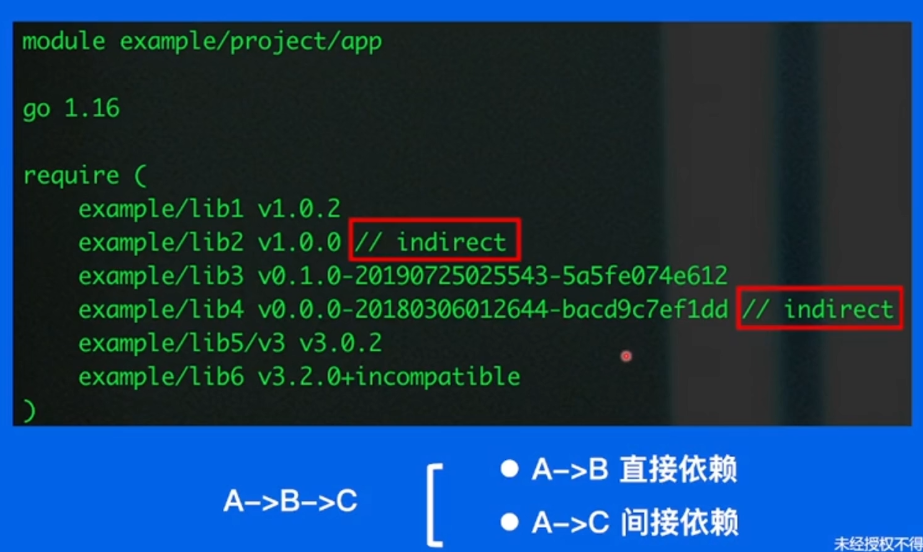 module example/project/app
go 1.16
require (
example/lib1 v1.0.2
example/lib2 v1.0.0 // indirect
example/lib3 v0.1.0-20190725025543-5a5fe074e612
example/lib4 v0.0.0-20180306012644-bacd9c7ef1dd // indirect
example/lib5/v3 v3.0.2
example/lib6 v3.2.0+incompatible
)
A->B->C
● A->B 直接依赖
● A->C 间接依赖
未经授权不得